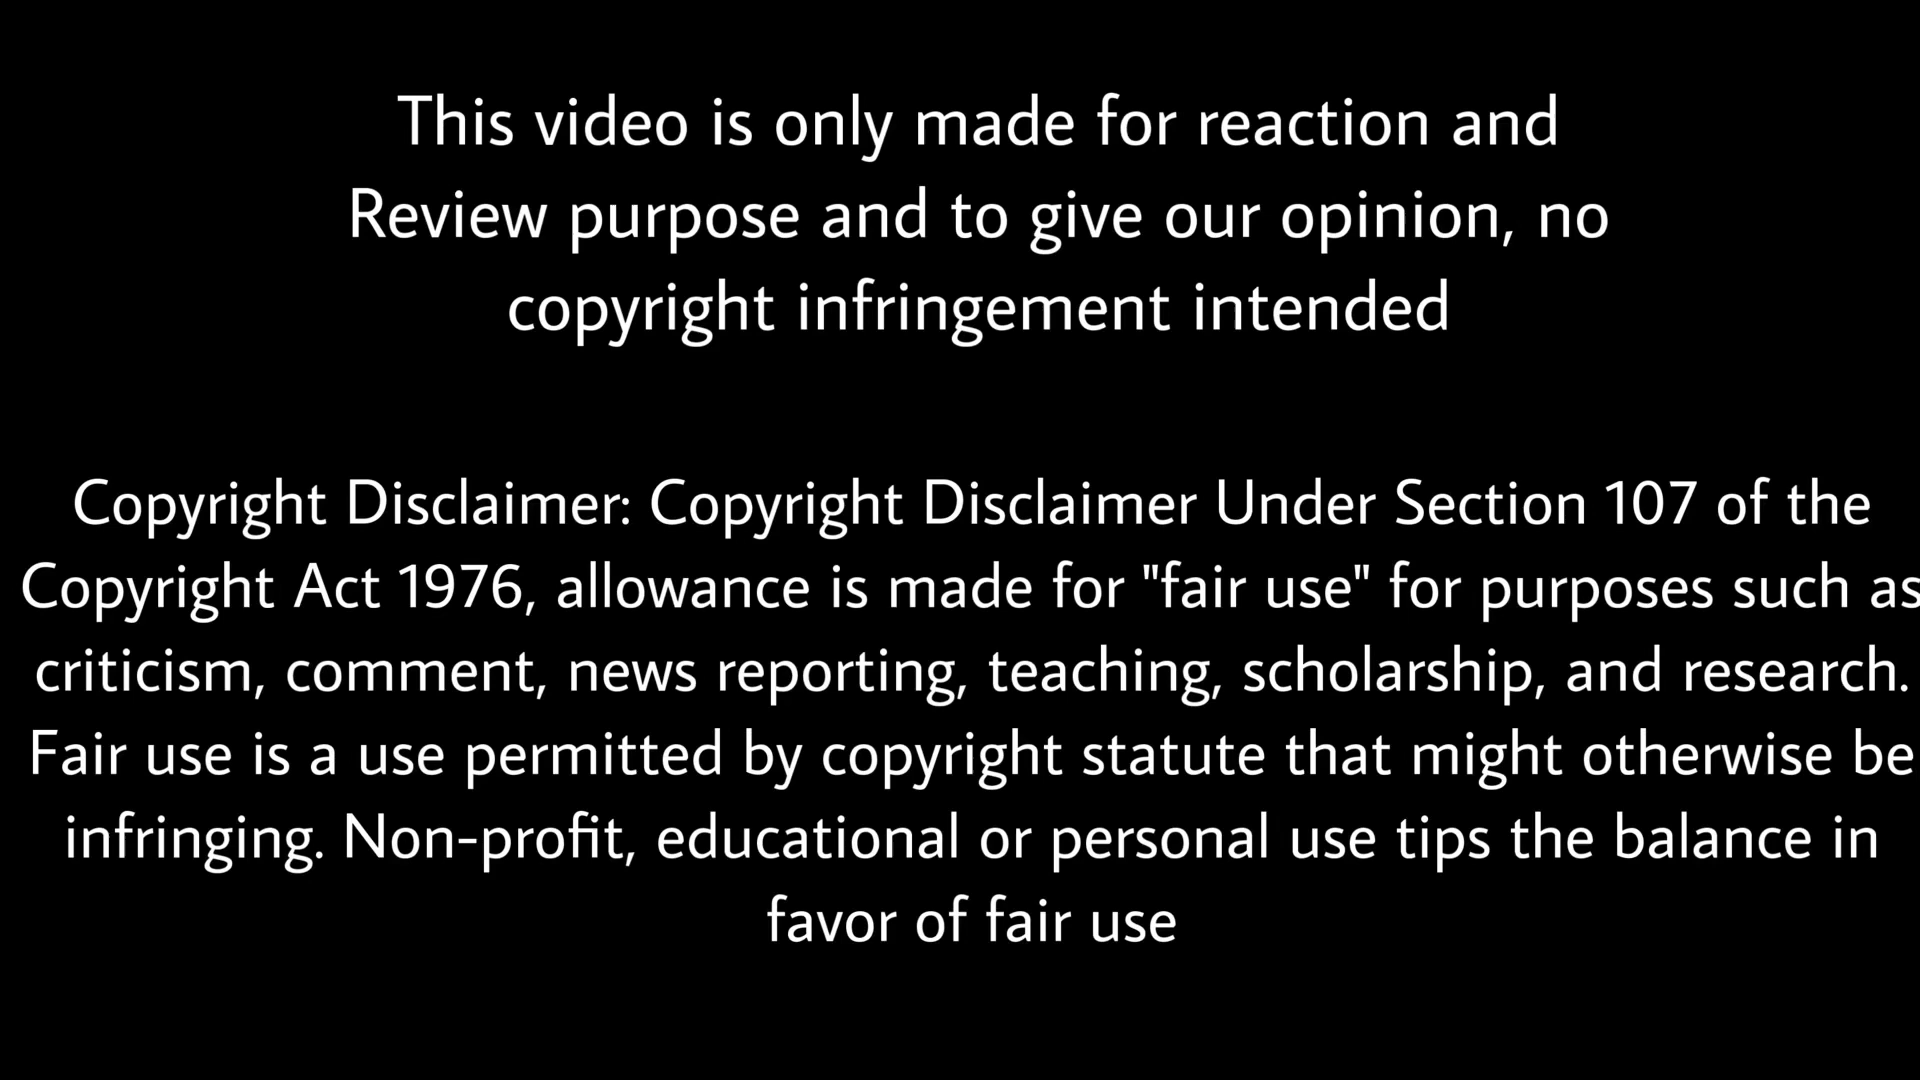 This video is only made for reaction and
Review purpose and to give our opinion, no
copyright infringement intended
Copyright Disclaimer: Copyright Disclaimer Under Section 107 of the
Copyright Act 1976, allowance is made for "fair use" for purposes such as
criticism, comment, news reporting, teaching, scholarship, and research.
Fair use is a use permitted by copyright statute that might otherwise be
infringing. Non-profit, educational or personal use tips the balance in
favor of fair use